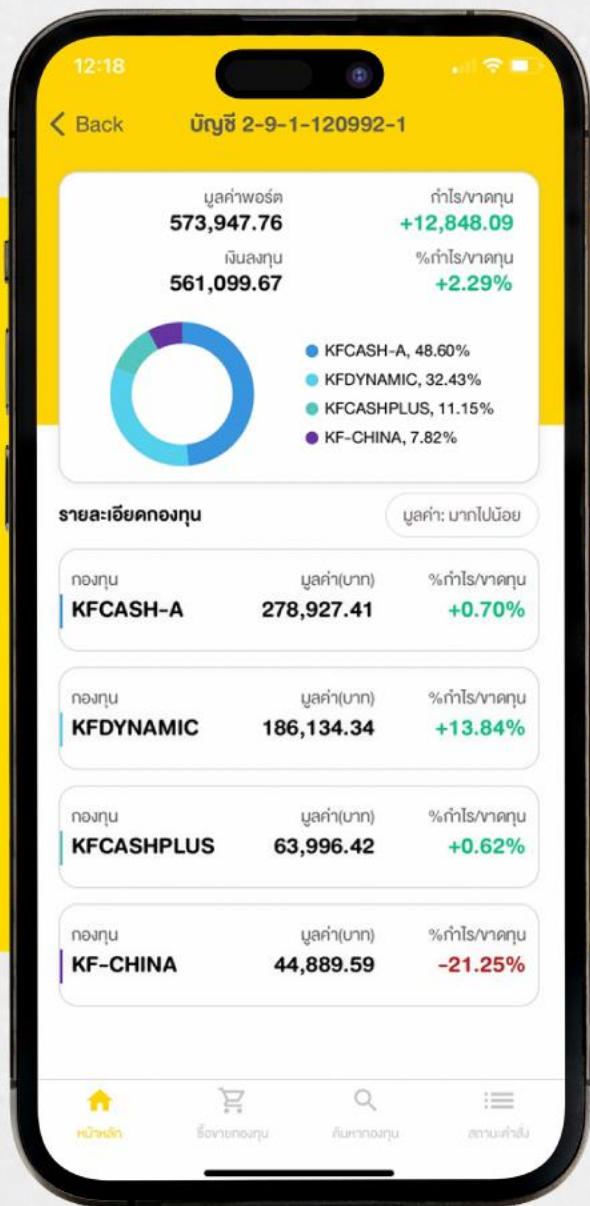 12:18
Back
บัญชี 2-9-1-120992-1
มูลค่าพอร์ต
573,947.76
กำไร/ขาดทุน
+12,848.09
เงินลงทุน
561,099.67
%กำไร/ขาดทุน
+2.29%
KFCASH-A, 48.60%
KFDYNAMIC, 32.43%
KFCASHPLUS, 11.15%
KF-CHINA, 7.82%
รายละเอียดกองทุน
มูลค่า: มากไปน้อย
กองทุน มูลค่า(บาท) %กำไร/ขาดทุน
KFCASH-A 278,927.41 +0.70%
กองทุน มูลค่า(บาท) %กำไร/ขาดทุน
KFDYNAMIC 186,134.34 +13.84%
กองทุน มูลค่า(บาท) %กำไร/ขาดทุน
KFCASHPLUS 63,996.42 +0.62%
กองทุน มูลค่า(บาท) %กำไร/ขาดทุน
KF-CHINA 44,889.59 -21.25%
หน้าหลัก ซื้อขายกองทุน ค้นหากองทุน สถานะคำสั่ง